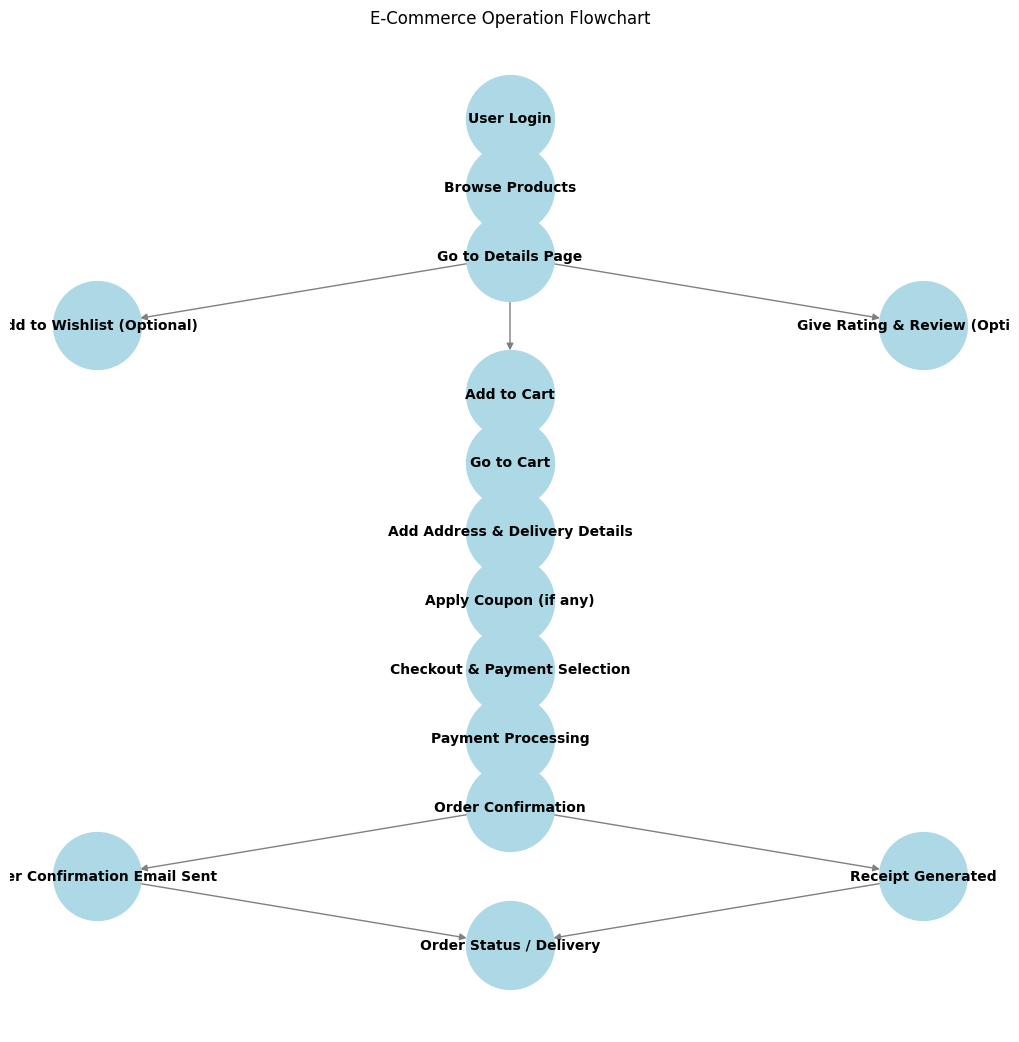 E-Commerce Operation Flowchart
User Login
Browse Products
Go to Details Page
dd to Wishlist (Optional)
Give Rating & Review (Opti
Add to Cart
Go to Cart
Add Address & Delivery Details
Apply Coupon (if any)
Checkout & Payment Selection
Payment Processing
Order Confirmation
er Confirmation Email Sent
Receipt Generated
Order Status / Delivery